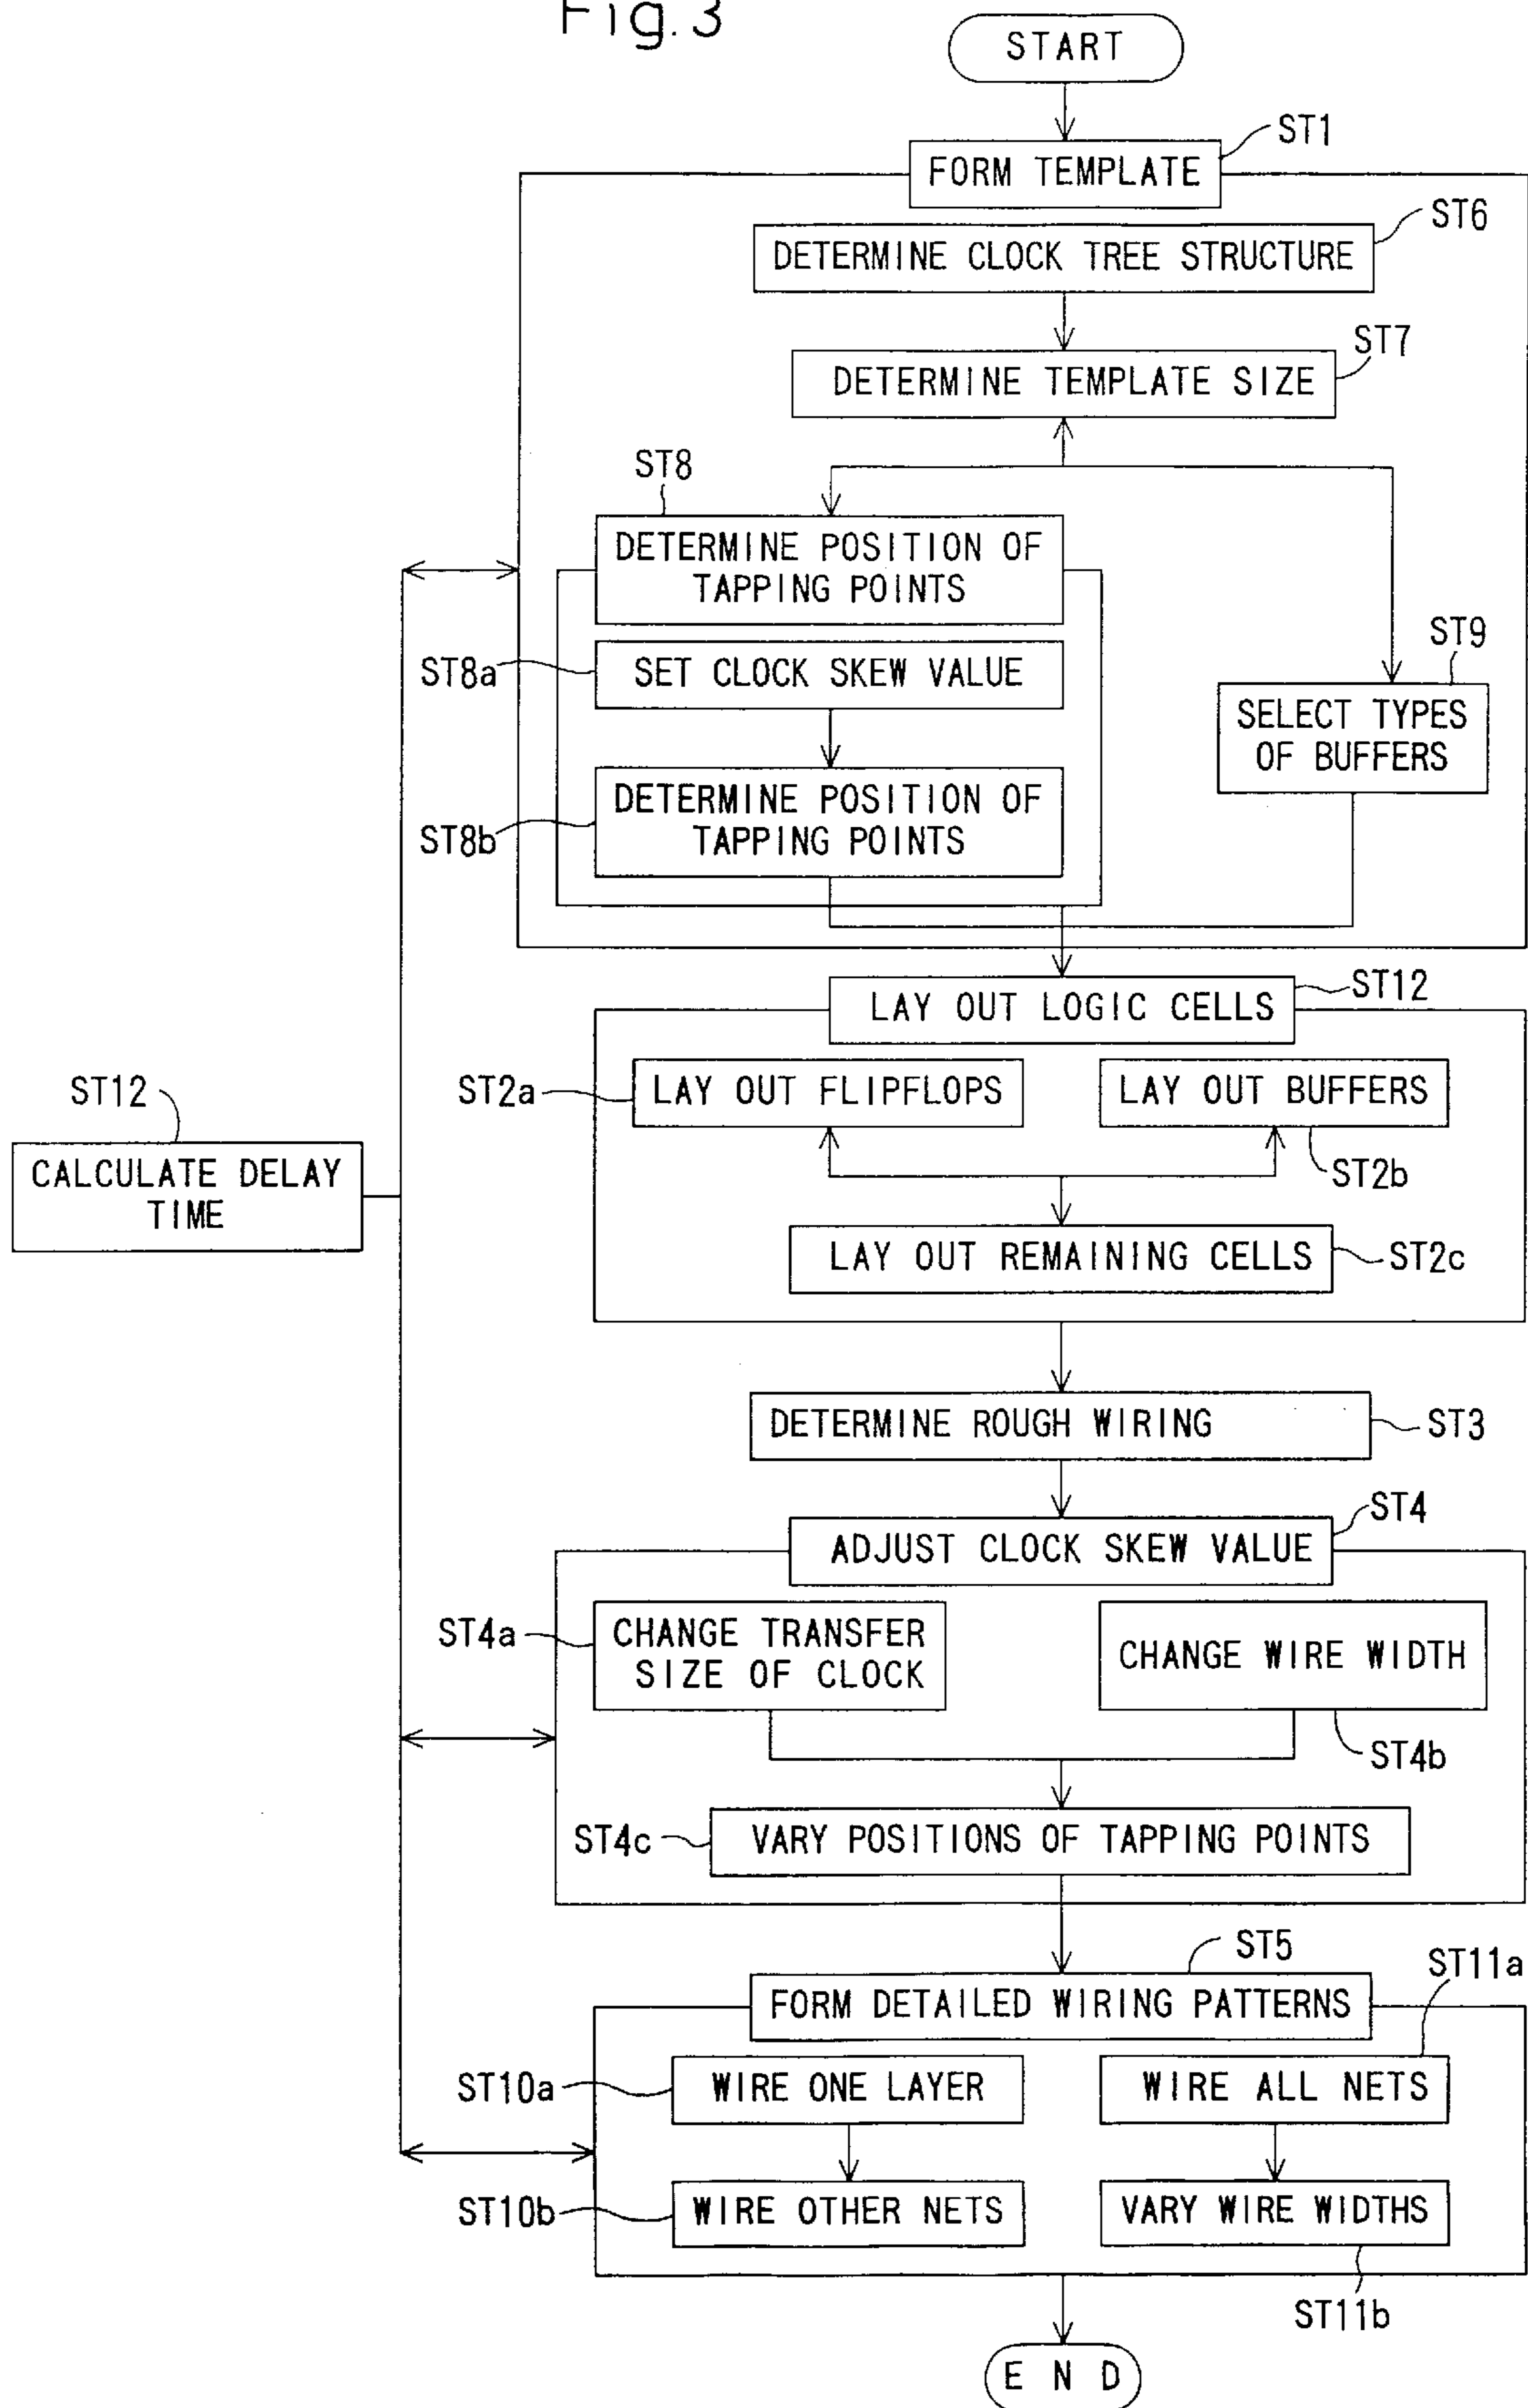 Fig.3
START
ST1
FORM TEMPLATE
ST6
DETERMINE CLOCK TREE STRUCTURE
ST7
DETERMINE TEMPLATE SIZE
ST8
DETERMINE POSITION OF
TAPPING POINTS
ST8a
SET CLOCK SKEW VALUE
ST9
SELECT TYPES
OF BUFFERS
ST8b
DETERMINE POSITION OF
TAPPING POINTS
ST12
LAY OUT LOGIC CELLS
ST2a
LAY OUT FLIPFLOPS
LAY OUT BUFFERS
ST2b
ST12
CALCULATE DELAY
TIME
LAY OUT REMAINING CELLS
ST2c
DETERMINE ROUGH WIRING
ST3
ST4
ADJUST CLOCK SKEW VALUE
ST4a
CHANGE TRANSFER
SIZE OF CLOCK
CHANGE WIRE WIDTH
ST4b
ST4c
VARY POSITIONS OF TAPPING POINTS
ST5
FORM DETAILED WIRING PATTERNS
ST11a
ST10a
WIRE ONE LAYER
WIRE ALL NETS
ST10b
WIRE OTHER NETS
VARY WIRE WIDTHS
ST11b
END